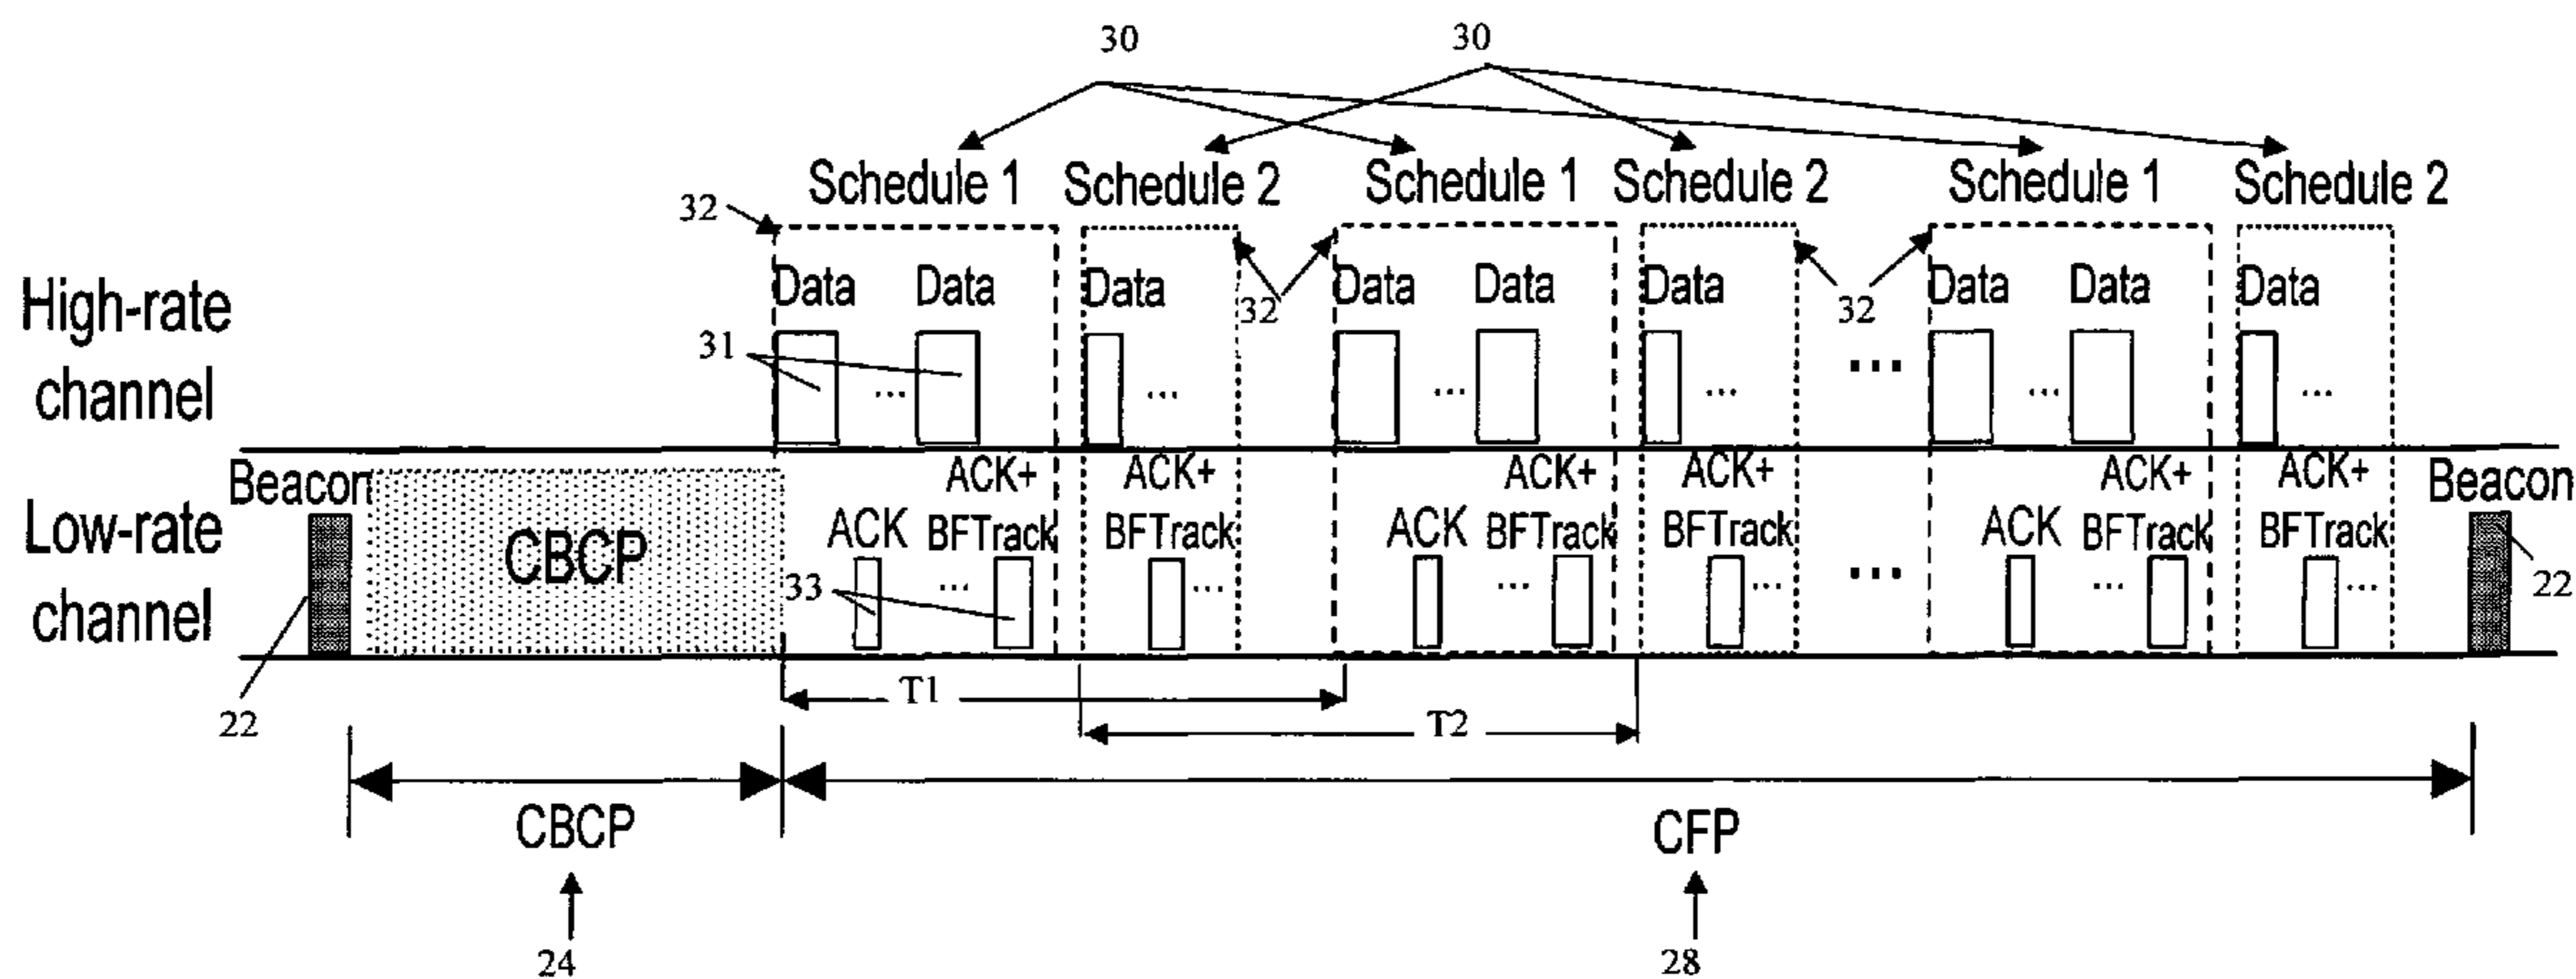 30 30
Schedule 1 Schedule 2 Schedule 1 Schedule 2 Schedule 1 Schedule 2
32
Data Data Data Data Data Data Data Data Data
32 32
High-rate
channel
31
... ... ... ... ... ... ...
Beacon ACK+ ACK+ ACK+ ACK+ ACK+ ACK+ Beacon
Low-rate
channel
CBCP
ACK BFTrack BFTrack ACK BFTrack BFTrack ACK BFTrack BFTrack
33 ... ... ... ... ... ... ... 22
T1
22 T2
CBCP CFP
24 28